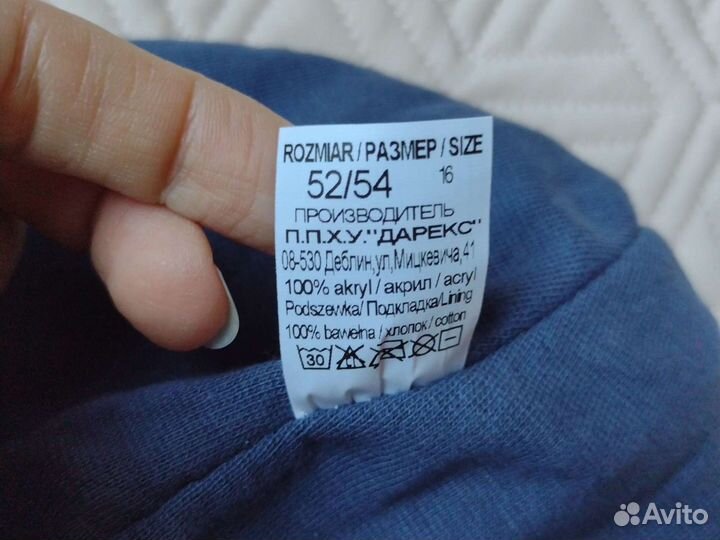 ROZMIAR / РАЗМЕР / SIZE
52/54 16
ПРОИЗВОДИТЕЛЬ
П.П.Х.У."ДАРЕКС"
08-530 Деблин,ул,Мицкевича,41
100% akryl / акрил / acryl
Podszewka/ Подкладка/Lining
100% bawełna / хлопок / cotton
30
Avito